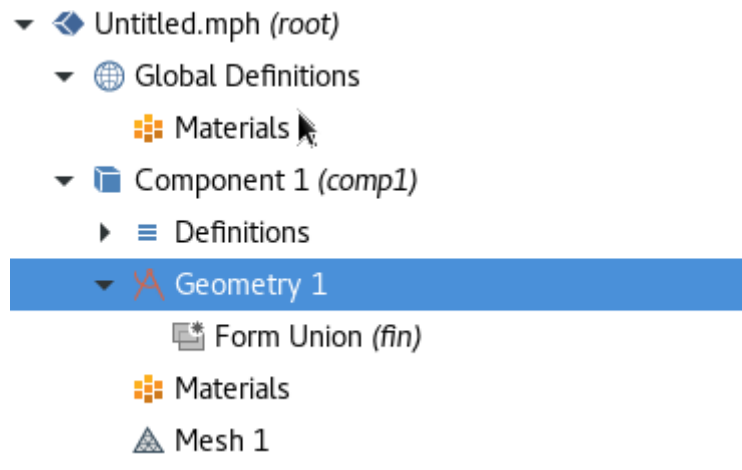 Untitled.mph (root)
Global Definitions
Materials
Component 1 (comp1)
Definitions
Geometry 1
Form Union (fin)
Materials
Mesh 1